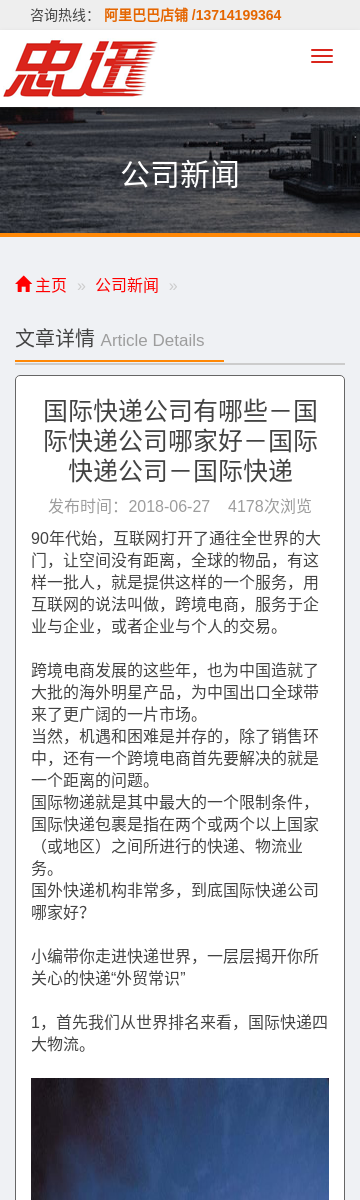 咨询热线： 阿里巴巴店铺 /13714199364
忠迅
公司新闻
主页 » 公司新闻 »
文章详情 Article Details
国际快递公司有哪些－国
际快递公司哪家好－国际
快递公司－国际快递
发布时间：2018-06-27 4178次浏览
90年代始，互联网打开了通往全世界的大
门，让空间没有距离，全球的物品，有这
样一批人，就是提供这样的一个服务，用
互联网的说法叫做，跨境电商，服务于企
业与企业，或者企业与个人的交易。
跨境电商发展的这些年，也为中国造就了
大批的海外明星产品，为中国出口全球带
来了更广阔的一片市场。
当然，机遇和困难是并存的，除了销售环
中，还有一个跨境电商首先要解决的就是
一个距离的问题。
国际物递就是其中最大的一个限制条件，
国际快递包裹是指在两个或两个以上国家
（或地区）之间所进行的快递、物流业
务。
国外快递机构非常多，到底国际快递公司
哪家好？
小编带你走进快递世界，一层层揭开你所
关心的快递“外贸常识”
1，首先我们从世界排名来看，国际快递四
大物流。